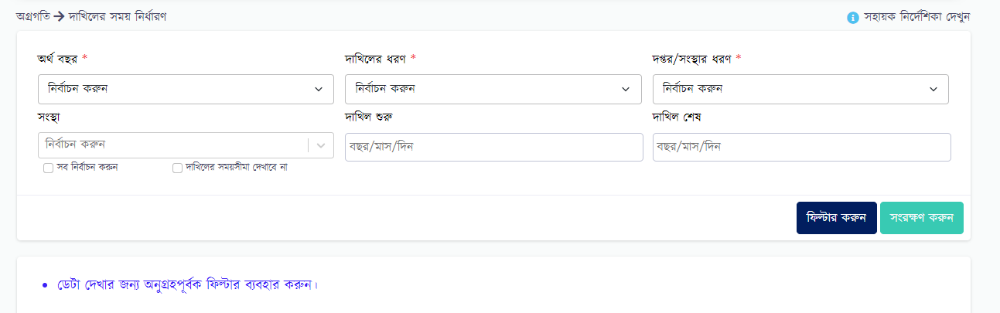 অগ্রগতি → দাখিলের সময় নির্ধারণ
সহায়ক নির্দেশিকা দেখুন
অর্থ বছর * দাখিলের ধরণ * দপ্তর/সংস্থার ধরণ *
নির্বাচন করুন নির্বাচন করুন নির্বাচন করুন
সংস্থা দাখিল শুরু দাখিল শেষ
নির্বাচন করুন বছর/মাস/দিন বছর/মাস/দিন
সব নির্বাচন করুন দাখিলের সময়সীমা দেখাবে না
ফিল্টার করুন সংরক্ষণ করুন
• ডেটা দেখার জন্য অনুগ্রহপূর্বক ফিল্টার ব্যবহার করুন।